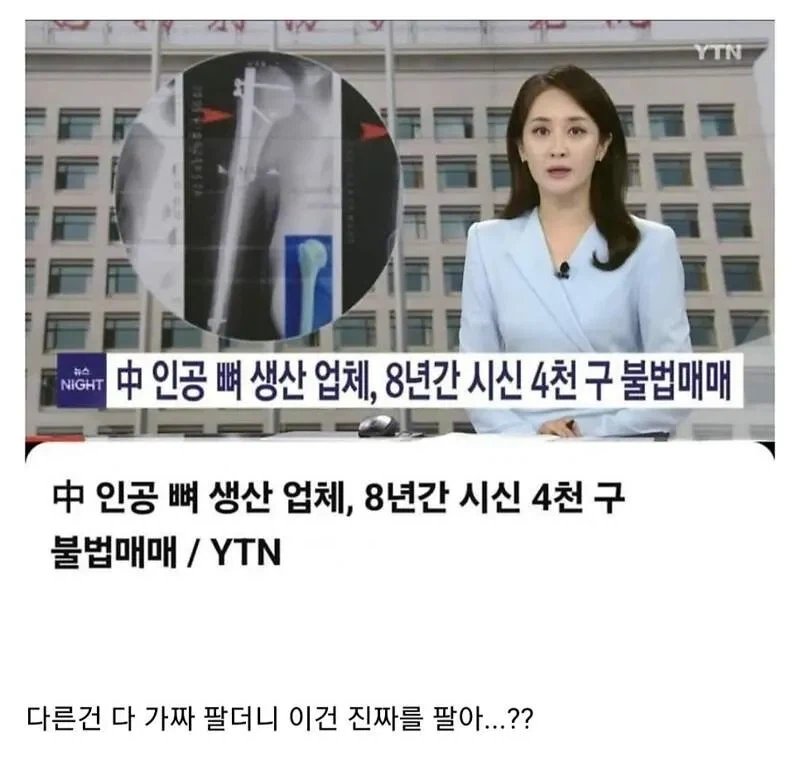 YTN
뉴스
NIGHT
中 인공 뼈 생산 업체, 8년간 시신 4천 구 불법매매
中 인공 뼈 생산 업체, 8년간 시신 4천 구
불법매매 / YTN
다른건 다 가짜 팔더니 이건 진짜를 팔아...??